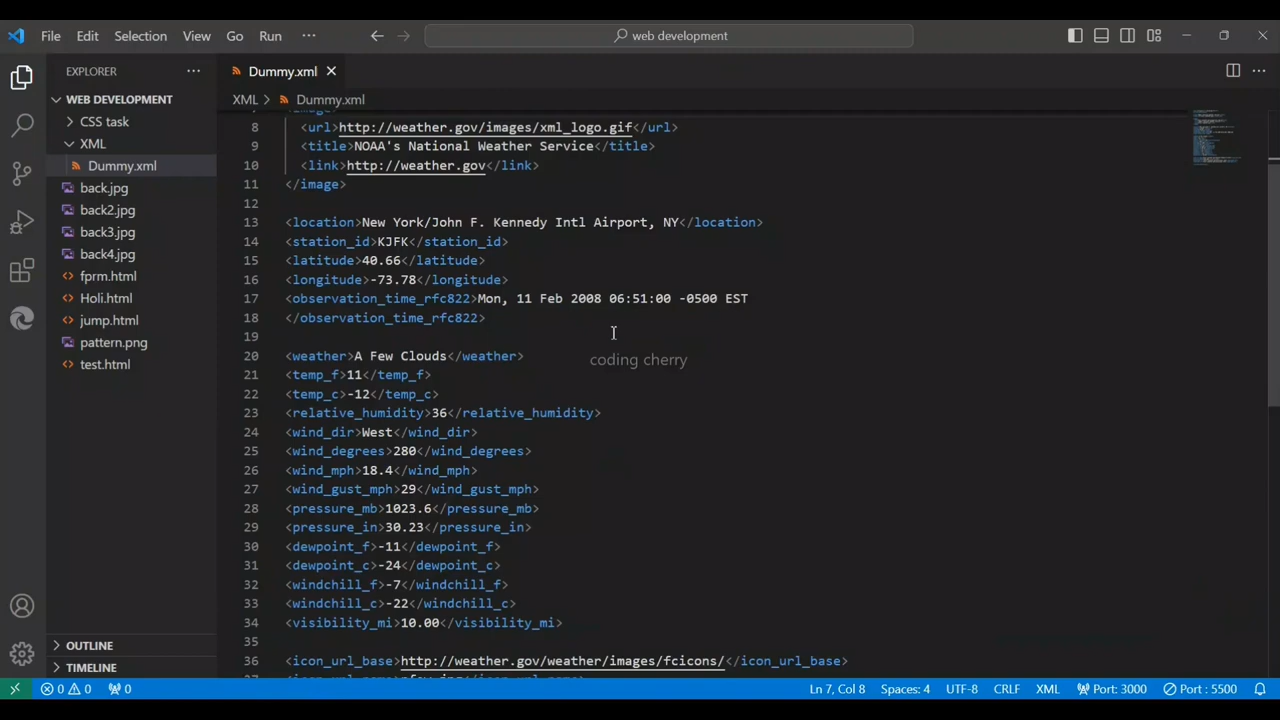 File Edit Selection View Go Run ··· web development
EXPLORER ···
Dummy.xml
WEB DEVELOPMENT
CSS task
XML
Dummy.xml
back.jpg
back2.jpg
back3.jpg
back4.jpg
fprm.html
Holi.html
jump.html
pattern.png
test.html
OUTLINE
TIMELINE
XML > Dummy.xml
8 <url>http://weather.gov/images/xml_logo.gif</url>
9 <title>NOAA's National Weather Service</title>
10 <link>http://weather.gov</link>
11 </image>
12
13 <location>New York/John F. Kennedy Intl Airport, NY</location>
14 <station_id>KJFK</station_id>
15 <latitude>40.66</latitude>
16 <longitude>-73.78</longitude>
17 <observation_time_rfc822>Mon, 11 Feb 2008 06:51:00 -0500 EST
18 </observation_time_rfc822>
19
20 <weather>A Few Clouds</weather>
coding cherry
21 <temp_f>11</temp_f>
22 <temp_c>-12</temp_c>
23 <relative_humidity>36</relative_humidity>
24 <wind_dir>West</wind_dir>
25 <wind_degrees>280</wind_degrees>
26 <wind_mph>18.4</wind_mph>
27 <wind_gust_mph>29</wind_gust_mph>
28 <pressure_mb>1023.6</pressure_mb>
29 <pressure_in>30.23</pressure_in>
30 <dewpoint_f>-11</dewpoint_f>
31 <dewpoint_c>-24</dewpoint_c>
32 <windchill_f>-7</windchill_f>
33 <windchill_c>-22</windchill_c>
34 <visibility_mi>10.00</visibility_mi>
35
36 <icon_url_base>http://weather.gov/weather/images/fcicons/</icon_url_base>
0 0 0 Ln 7, Col 8 Spaces: 4 UTF-8 CRLF XML Port: 3000 Port : 5500